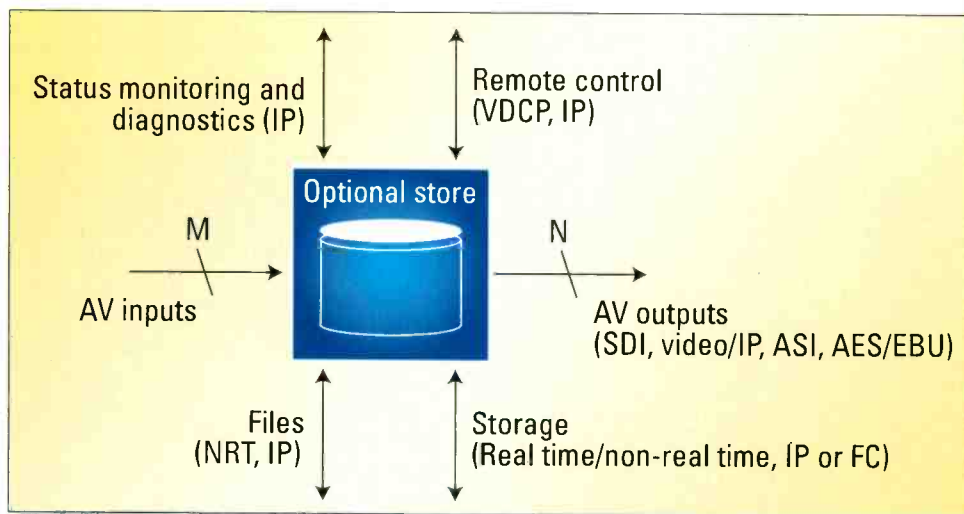 Status monitoring and
diagnostics (IP)
Remote control
(VDCP, IP)
Optional store
M
AV inputs
N
AV outputs
(SDI, video/IP, ASI, AES/EBU)
Files
(NRT, IP)
Storage
(Real time/non-real time, IP or FC)